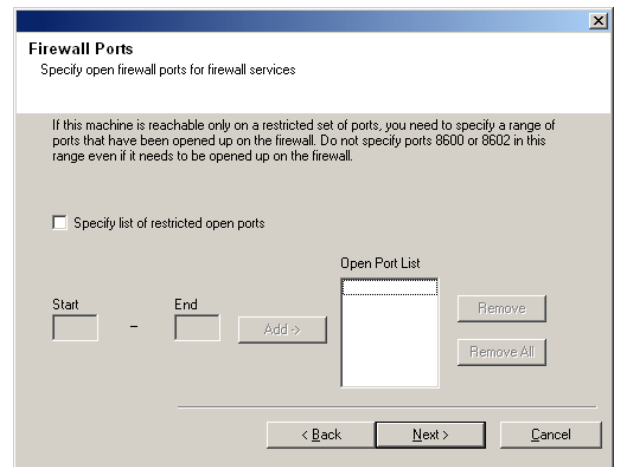 Firewall Ports
Specify open firewall ports for firewall services
If this machine is reachable only on a restricted set of ports, you need to specify a range of
ports that have been opened up on the firewall. Do not specify ports 8600 or 8602 in this
range even if it needs to be opened up on the firewall.
Specify list of restricted open ports
Open Port List
Start
End
–
Add ->
Remove
Remove All
< Back
Next >
Cancel